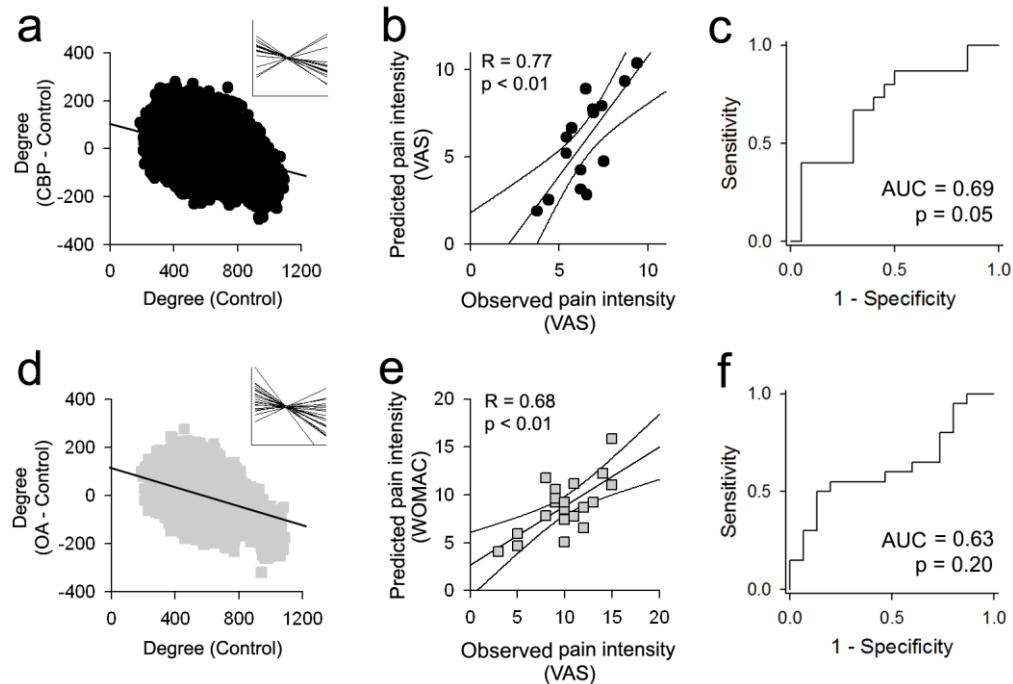 a
400
200
0
-200
-400
Degree
(CBP - Control)
0 400 800 1200
Degree (Control)
b
R = 0.77
p < 0.01
10
5
0
Predicted pain intensity
(VAS)
0 5 10
Observed pain intensity
(VAS)
c
1.0
0.5
0.0
Sensitivity
AUC = 0.69
p = 0.05
0.0 0.5 1.0
1 - Specificity
d
400
200
0
-200
-400
Degree
(OA - Control)
0 400 800 1200
Degree (Control)
e
R = 0.68
p < 0.01
20
15
10
5
0
Predicted pain intensity
(WOMAC)
0 5 10 15 20
Observed pain intensity
(VAS)
f
1.0
0.5
0.0
Sensitivity
AUC = 0.63
p = 0.20
0.0 0.5 1.0
1 - Specificity